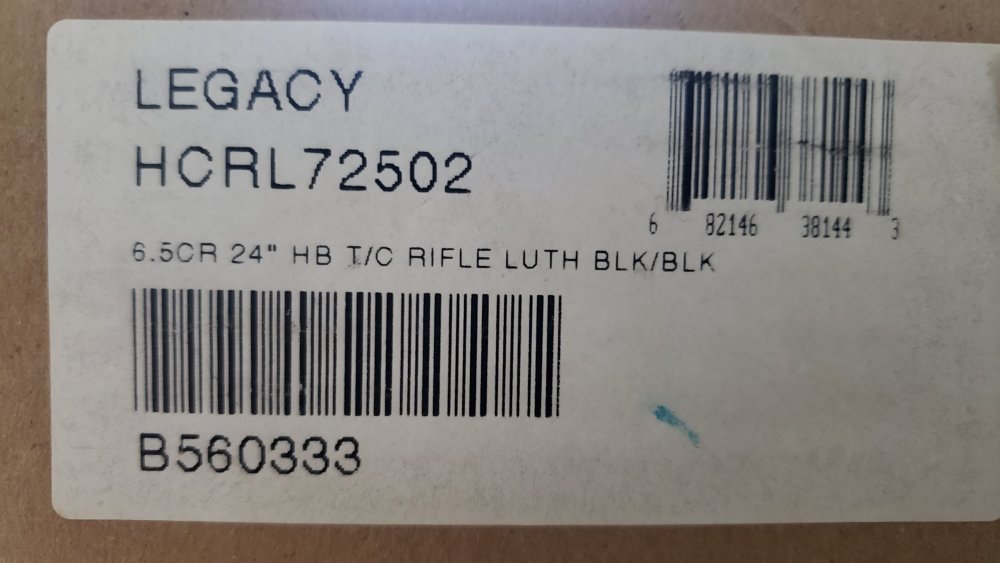 LEGACY
HCRL72502
6 82146 38144 3
6.5CR 24" HB T/C RIFLE LUTH BLK/BLK
B560333